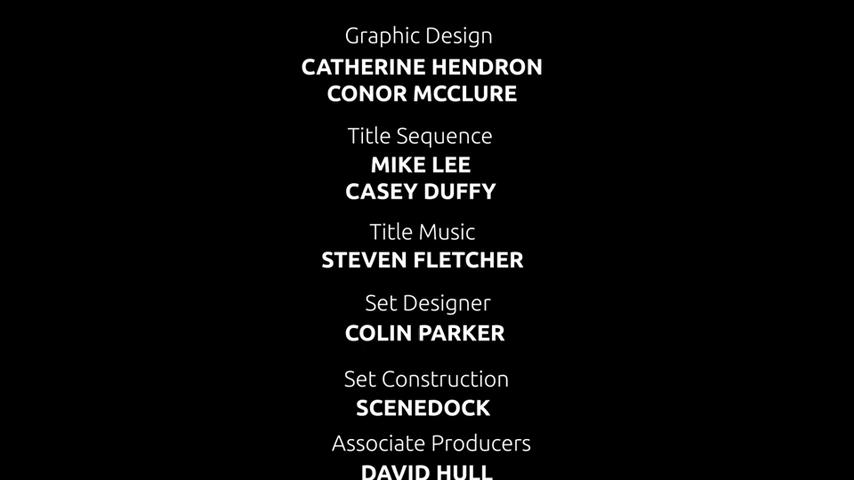 Graphic Design
CATHERINE HENDRON
CONOR MCCLURE
Title Sequence
MIKE LEE
CASEY DUFFY
Title Music
STEVEN FLETCHER
Set Designer
COLIN PARKER
Set Construction
SCENEDOCK
Associate Producers
DAVID HULL